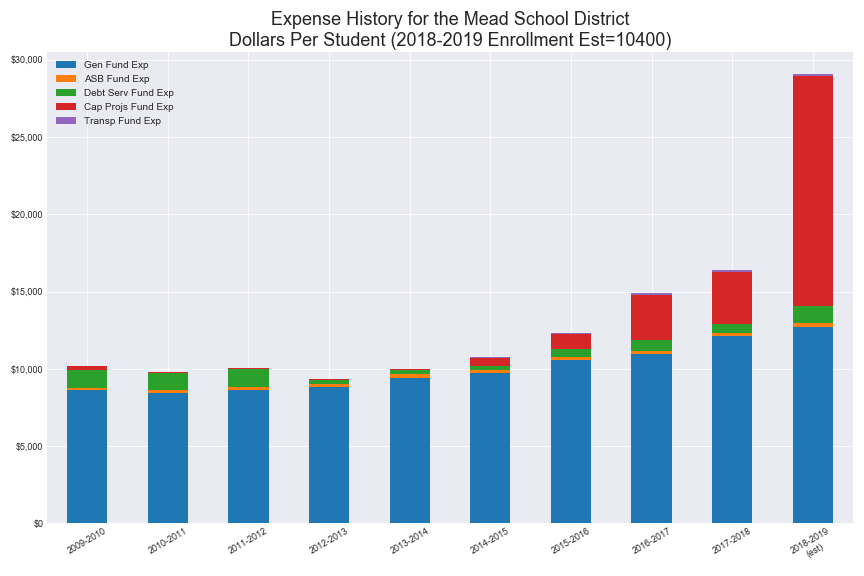 Expense History for the Mead School District
Dollars Per Student (2018-2019 Enrollment Est=10400)
$30,000
$25,000
$20,000
$15,000
$10,000
$5,000
$0
Gen Fund Exp
ASB Fund Exp
Debt Serv Fund Exp
Cap Projs Fund Exp
Transp Fund Exp
2009-2010
2010-2011
2011-2012
2012-2013
2013-2014
2014-2015
2015-2016
2016-2017
2017-2018
2018-2019
(est)